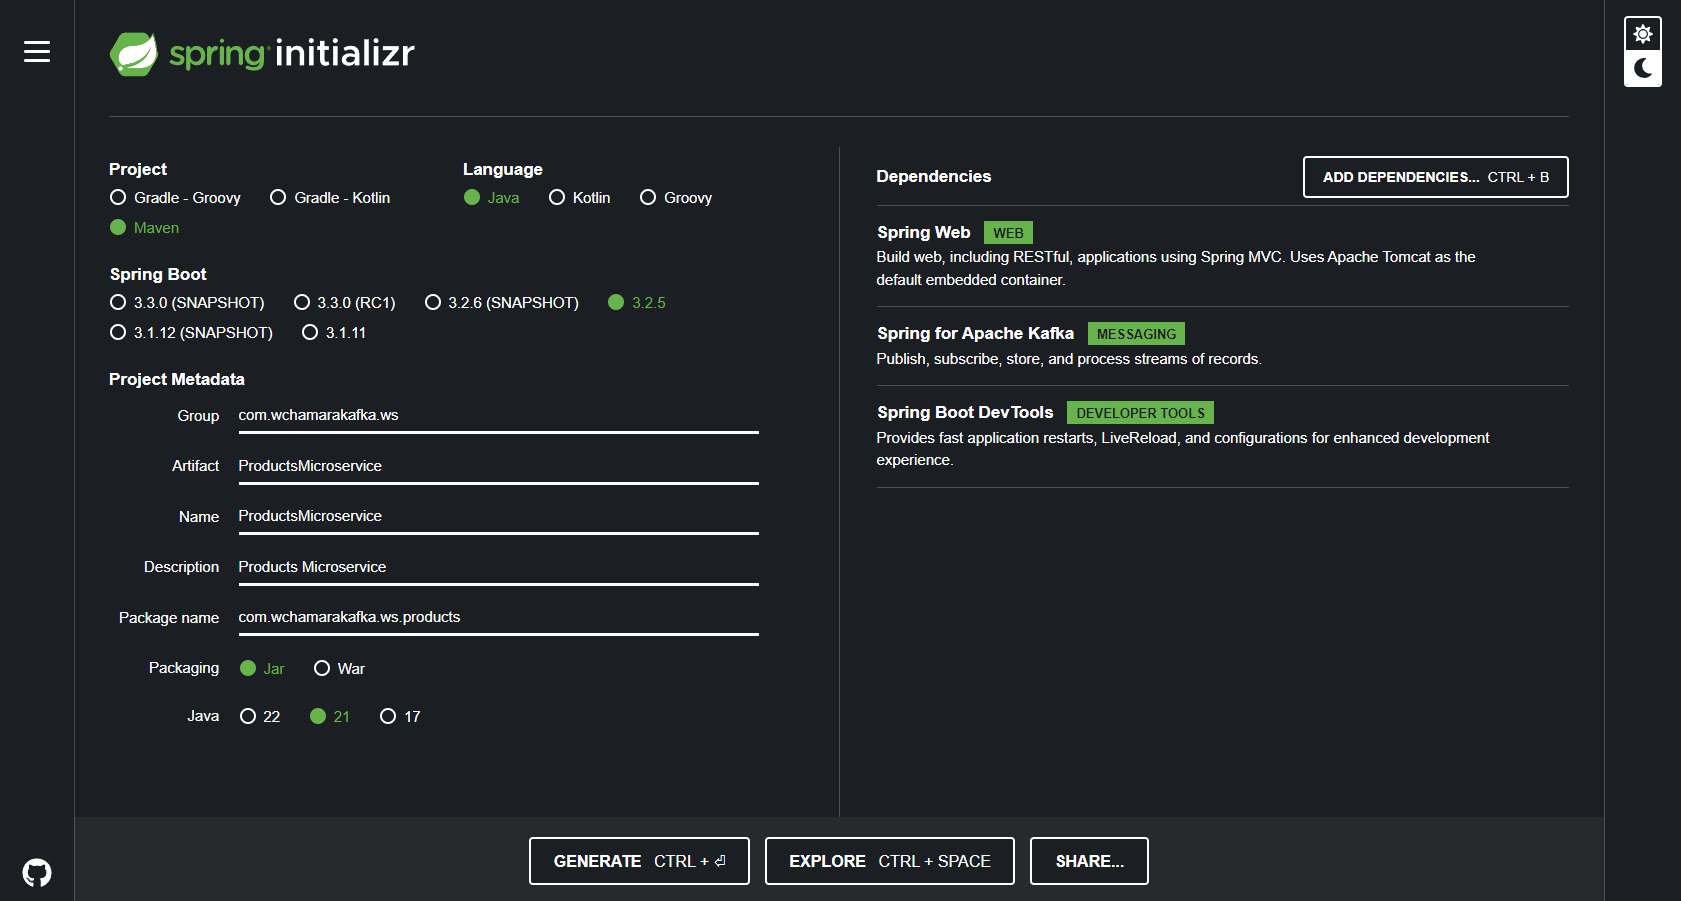 spring initializr
Project
Gradle - Groovy Gradle - Kotlin
Maven
Language
Java Kotlin Groovy
Spring Boot
3.3.0 (SNAPSHOT) 3.3.0 (RC1) 3.2.6 (SNAPSHOT) 3.2.5
3.1.12 (SNAPSHOT) 3.1.11
Project Metadata
Group com.wchamarakafka.ws
Artifact ProductsMicroservice
Name ProductsMicroservice
Description Products Microservice
Package name com.wchamarakafka.ws.products
Packaging Jar War
Java 22 21 17
Dependencies ADD DEPENDENCIES... CTRL + B
Spring Web WEB
Build web, including RESTful, applications using Spring MVC. Uses Apache Tomcat as the
default embedded container.
Spring for Apache Kafka MESSAGING
Publish, subscribe, store, and process streams of records.
Spring Boot DevTools DEVELOPER TOOLS
Provides fast application restarts, LiveReload, and configurations for enhanced development
experience.
GENERATE CTRL + ⏎ EXPLORE CTRL + SPACE SHARE...